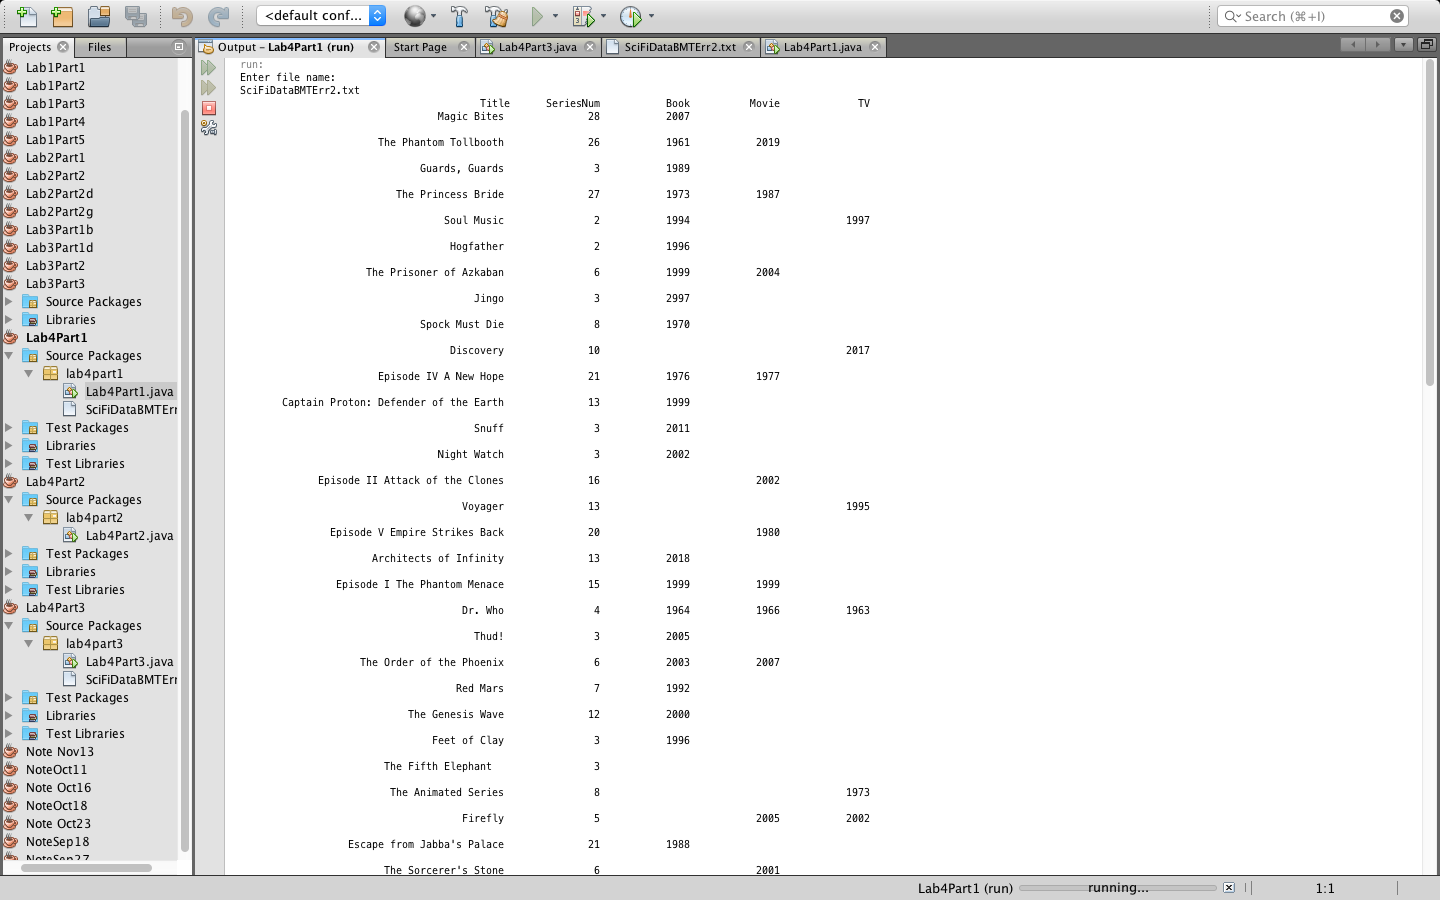 <default conf...
Search (⌘+I)
Projects
Files
Output – Lab4Part1 (run)
Start Page
Lab4Part3.java
SciFiDataBMTErr2.txt
Lab4Part1.java
Lab1Part1
Lab1Part2
Lab1Part3
Lab1Part4
Lab1Part5
Lab2Part1
Lab2Part2
Lab2Part2d
Lab2Part2g
Lab3Part1b
Lab3Part1d
Lab3Part2
Lab3Part3
Source Packages
Libraries
Lab4Part1
Source Packages
lab4part1
Lab4Part1.java
SciFiDataBMTErr
Test Packages
Libraries
Test Libraries
Lab4Part2
Source Packages
lab4part2
Lab4Part2.java
Test Packages
Libraries
Test Libraries
Lab4Part3
Source Packages
lab4part3
Lab4Part3.java
SciFiDataBMTErr
Test Packages
Libraries
Test Libraries
Note Nov13
NoteOct11
Note Oct16
NoteOct18
Note Oct23
NoteSep18
NoteSep27
run:
Enter file name:
SciFiDataBMTErr2.txt
Title SeriesNum Book Movie TV
Magic Bites 28 2007
The Phantom Tollbooth 26 1961 2019
Guards, Guards 3 1989
The Princess Bride 27 1973 1987
Soul Music 2 1994 1997
Hogfather 2 1996
The Prisoner of Azkaban 6 1999 2004
Jingo 3 2997
Spock Must Die 8 1970
Discovery 10 2017
Episode IV A New Hope 21 1976 1977
Captain Proton: Defender of the Earth 13 1999
Snuff 3 2011
Night Watch 3 2002
Episode II Attack of the Clones 16 2002
Voyager 13 1995
Episode V Empire Strikes Back 20 1980
Architects of Infinity 13 2018
Episode I The Phantom Menace 15 1999 1999
Dr. Who 4 1964 1966 1963
Thud! 3 2005
The Order of the Phoenix 6 2003 2007
Red Mars 7 1992
The Genesis Wave 12 2000
Feet of Clay 3 1996
The Fifth Elephant 3
The Animated Series 8 1973
Firefly 5 2005 2002
Escape from Jabba's Palace 21 1988
The Sorcerer's Stone 6 2001
Lab4Part1 (run)
running...
1:1